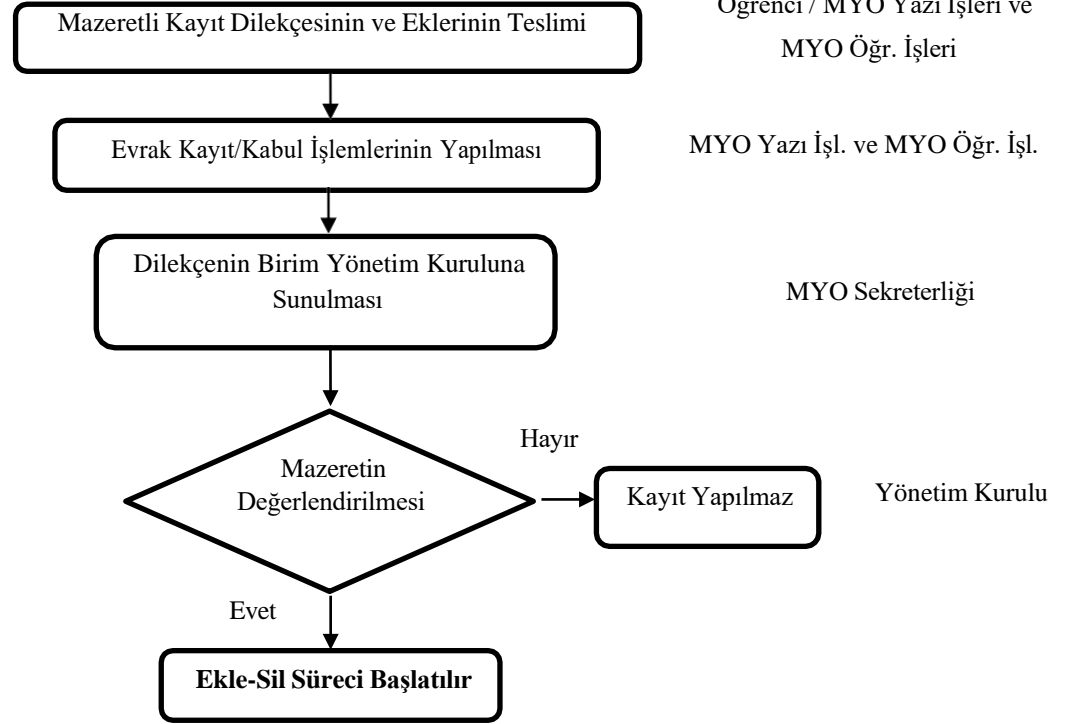 Öğrenci / MYO Yazı İşleri ve
Mazeretli Kayıt Dilekçesinin ve Eklerinin Teslimi
MYO Öğr. İşleri
Evrak Kayıt/Kabul İşlemlerinin Yapılması
MYO Yazı İşl. ve MYO Öğr. İşl.
Dilekçenin Birim Yönetim Kuruluna
Sunulması
MYO Sekreterliği
Hayır
Mazeretin
Değerlendirilmesi
Kayıt Yapılmaz
Yönetim Kurulu
Evet
Ekle-Sil Süreci Başlatılır